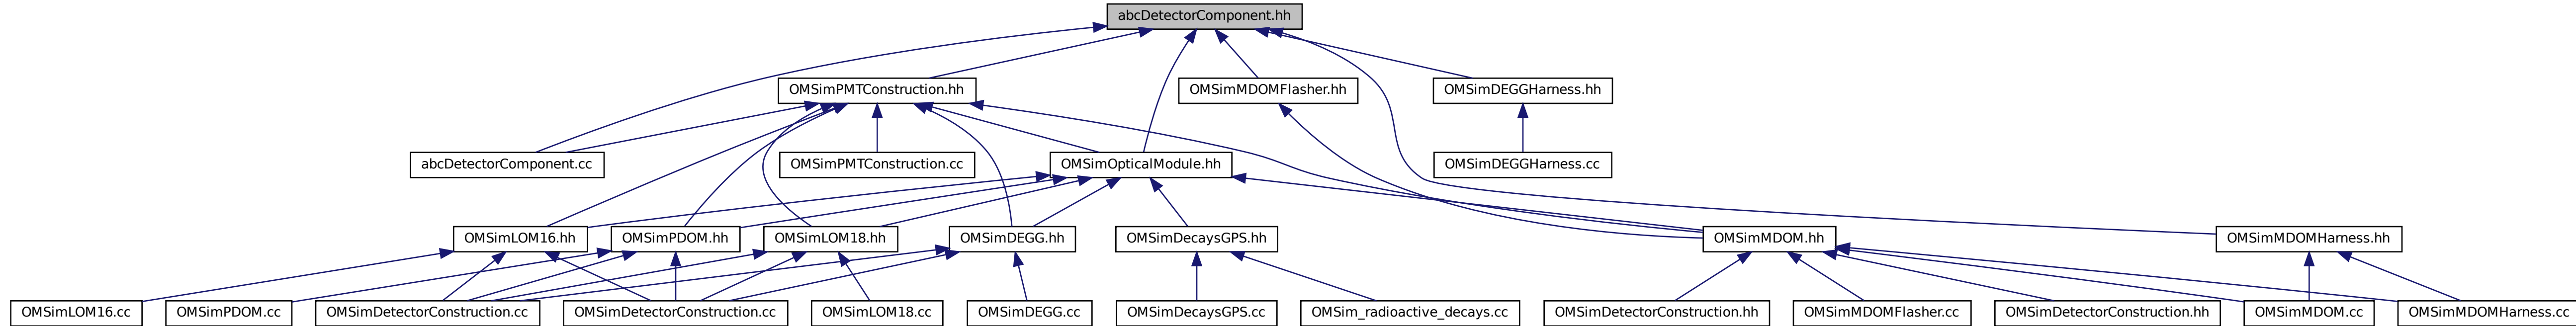 abcDetectorComponent.hh
OMSimPMTConstruction.hh
OMSimMDOMFlasher.hh
OMSimDEGGHarness.hh
abcDetectorComponent.cc
OMSimPMTConstruction.cc
OMSimOpticalModule.hh
OMSimDEGGHarness.cc
OMSimLOM16.hh
OMSimPDOM.hh
OMSimLOM18.hh
OMSimDEGG.hh
OMSimDecaysGPS.hh
OMSimMDOM.hh
OMSimMDOMHarness.hh
OMSimLOM16.cc
OMSimPDOM.cc
OMSimDetectorConstruction.cc
OMSimDetectorConstruction.cc
OMSimLOM18.cc
OMSimDEGG.cc
OMSimDecaysGPS.cc
OMSim_radioactive_decays.cc
OMSimDetectorConstruction.hh
OMSimMDOMFlasher.cc
OMSimDetectorConstruction.hh
OMSimMDOM.cc
OMSimMDOMHarness.cc